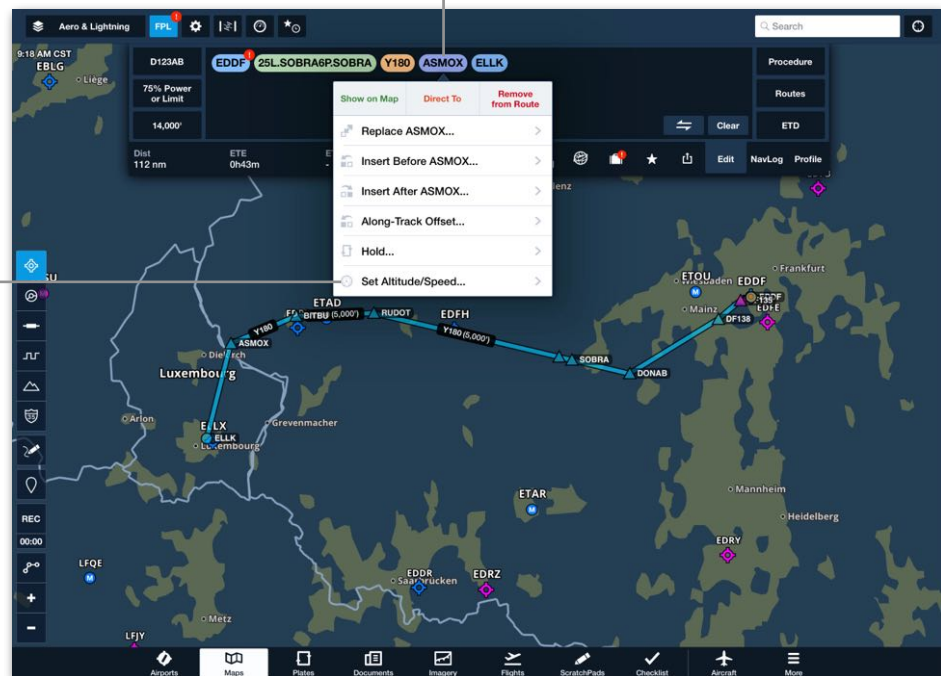 Aero & Lightning
FPL
Search
9:18 AM CST
D123AB
EDDF 25L.SOBRA6P.SOBRA Y180 ASMOX ELLK
Procedure
75% Power
or Limit
Routes
14,000'
Clear
ETD
Dist
112 nm
ETE
0h43m
Edit
NavLog
Profile
Show on Map
Direct To
Remove
from Route
Replace ASMOX...
Insert Before ASMOX...
Insert After ASMOX...
Along-Track Offset...
Hold...
Set Altitude/Speed...
EBLG
Liège
ETOU
EDDF
Frankfurt
Mainz
DF138
ETAD
BITBU (5,000')
RUDOT
EDFH
Y180
Y180 (5,000')
ASMOX
SOBRA
DONAB
Luxembourg
Arlon
Grevenmacher
ELLX
ELLK
Luxembourg
ETAR
Mannheim
Heidelberg
EDRY
REC
00:00
LFQE
M
EDDR
Saarbrücken
EDRZ
Metz
LFJY
Airports
Maps
Plates
Documents
Imagery
Flights
ScratchPads
Checklist
Aircraft
More